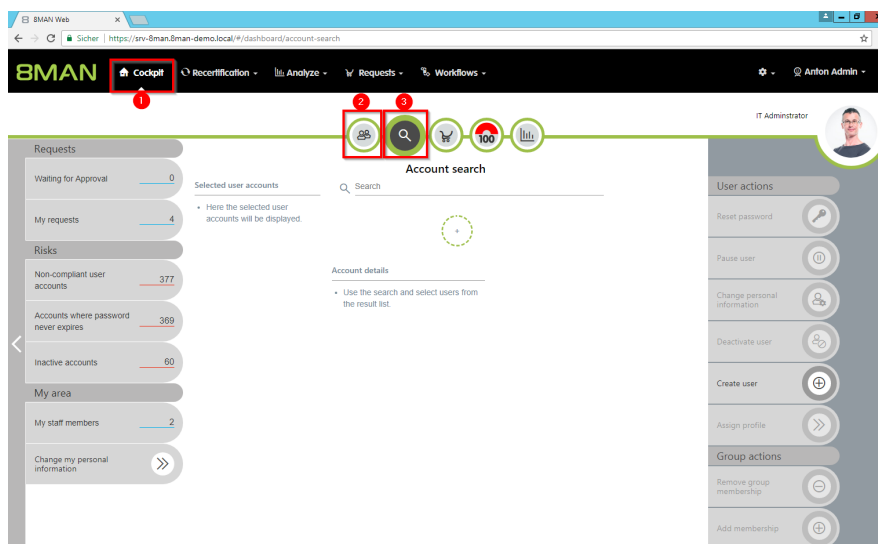 8MAN Web
Sicher | https://srv-8man.8man-demo.local/#/dashboard/account-search
8MAN
Cockpit
Recertification
Analyze
Requests
Workflows
Anton Admin
1
2
3
100
IT Adminstrator
Requests
Waiting for Approval 0
My requests 4
Risks
Non-compliant user
accounts 377
Accounts where password
never expires 369
Inactive accounts 60
My area
My staff members 2
Change my personal
information
Account search
Selected user accounts
Here the selected user
accounts will be displayed.
Search
Account details
Use the search and select users from
the result list.
User actions
Reset password
Pause user
Change personal
information
Deactivate user
Create user
Assign profile
Group actions
Remove group
membership
Add membership